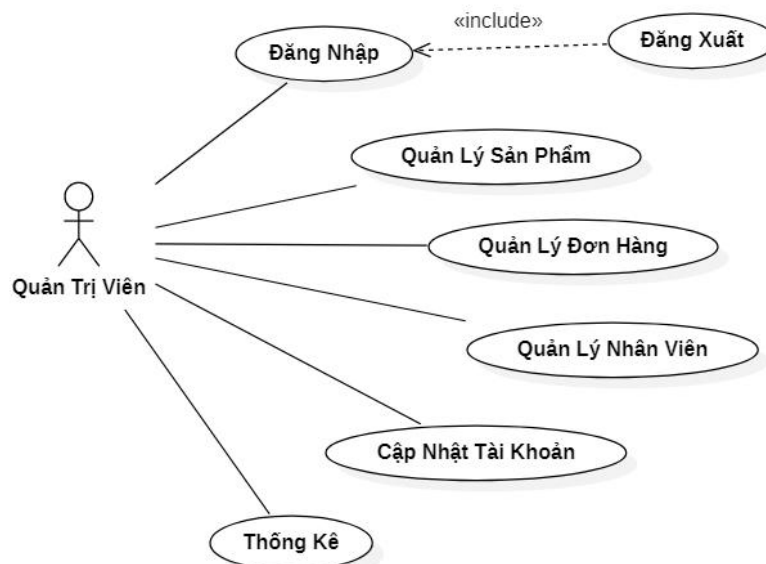 «include»
Đăng Nhập
Đăng Xuất
Quản Lý Sản Phẩm
Quản Lý Đơn Hàng
Quản Trị Viên
Quản Lý Nhân Viên
Cập Nhật Tài Khoản
Thống Kê